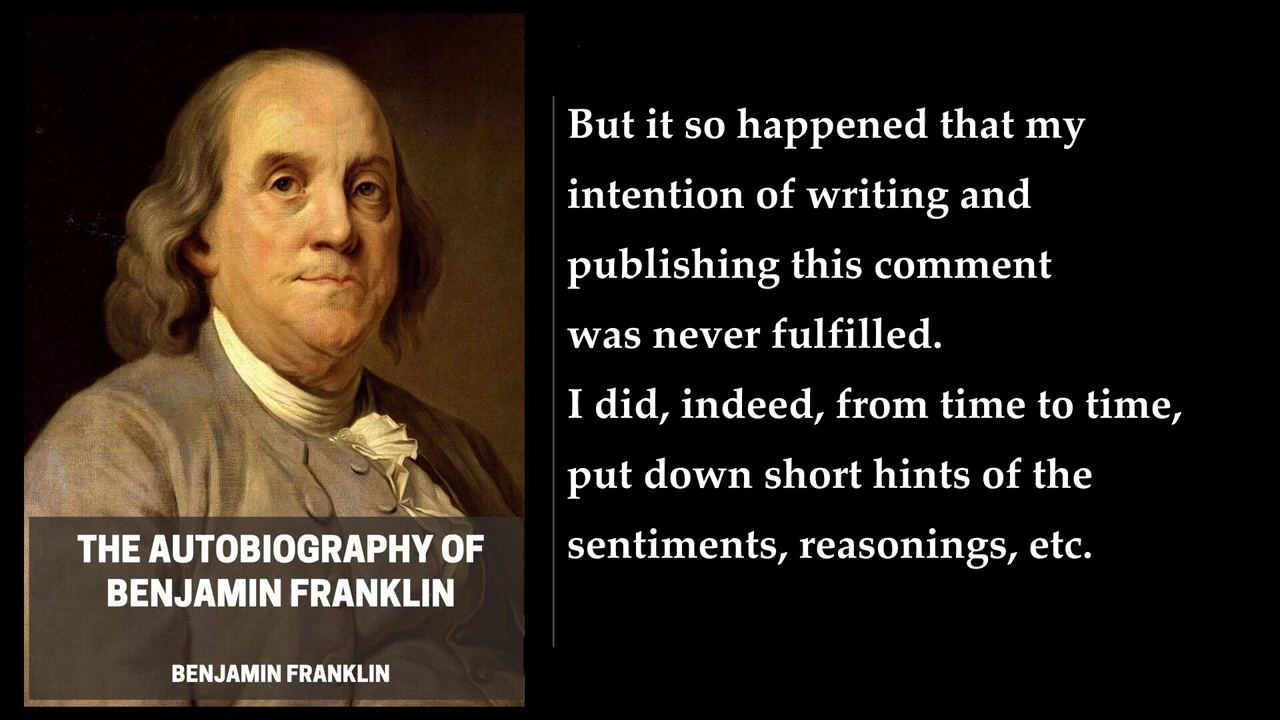 THE AUTOBIOGRAPHY OF
BENJAMIN FRANKLIN
BENJAMIN FRANKLIN
But it so happened that my
intention of writing and
publishing this comment
was never fulfilled.
I did, indeed, from time to time,
put down short hints of the
sentiments, reasonings, etc.